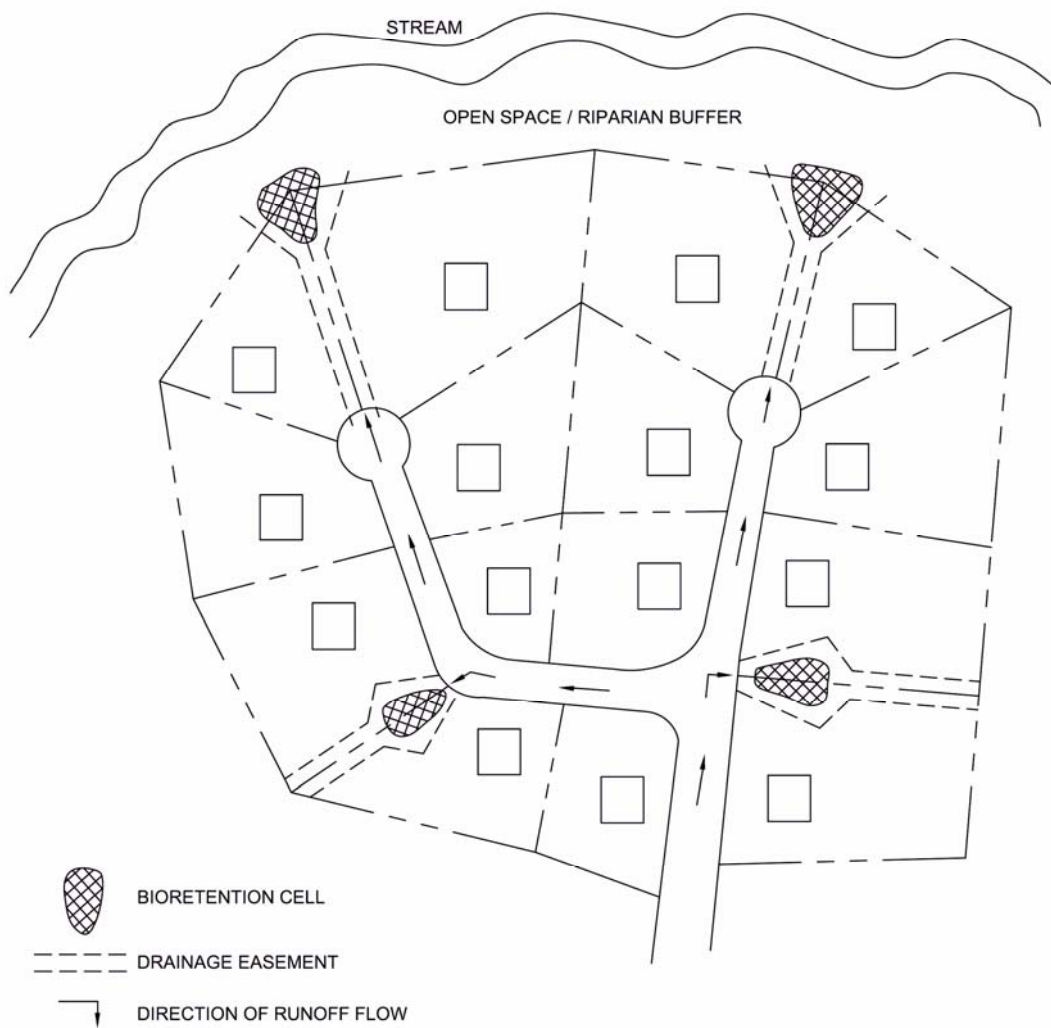 STREAM
OPEN SPACE / RIPARIAN BUFFER
BIORETENTION CELL
DRAINAGE EASEMENT
DIRECTION OF RUNOFF FLOW